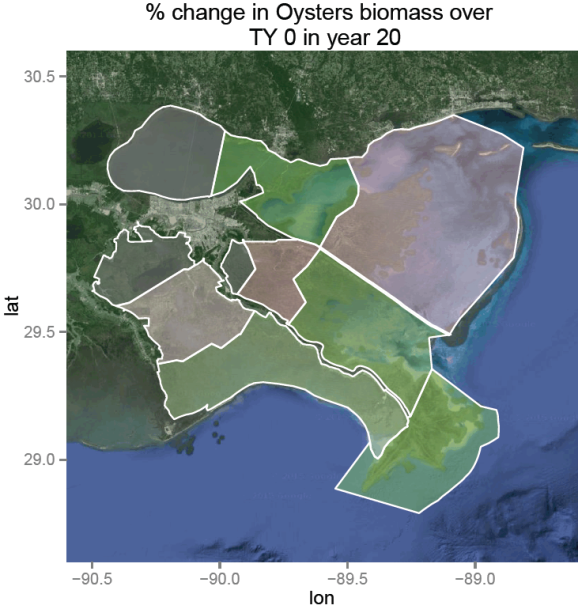 % change in Oysters biomass over
TY 0 in year 20
30.5
30.0
29.5
29.0
lat
−90.5 −90.0 −89.5 −89.0
lon